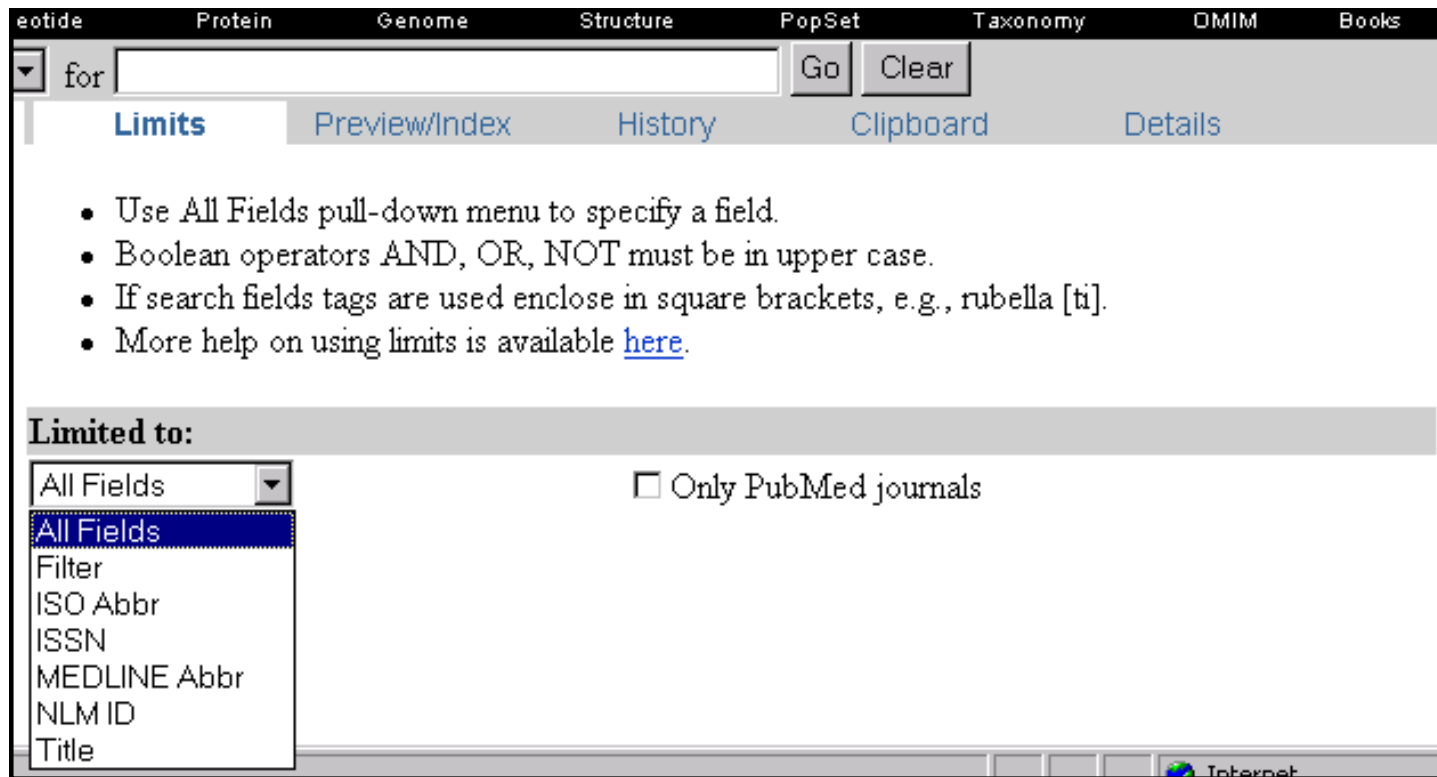 eotide Protein Genome Structure PopSet Taxonomy OMIM Books
for Go Clear
Limits Preview/Index History Clipboard Details
• Use All Fields pull-down menu to specify a field.
• Boolean operators AND, OR, NOT must be in upper case.
• If search fields tags are used enclose in square brackets, e.g., rubella [ti].
• More help on using limits is available here.
Limited to:
All Fields Only PubMed journals
All Fields
Filter
ISO Abbr
ISSN
MEDLINE Abbr
NLM ID
Title
Internet